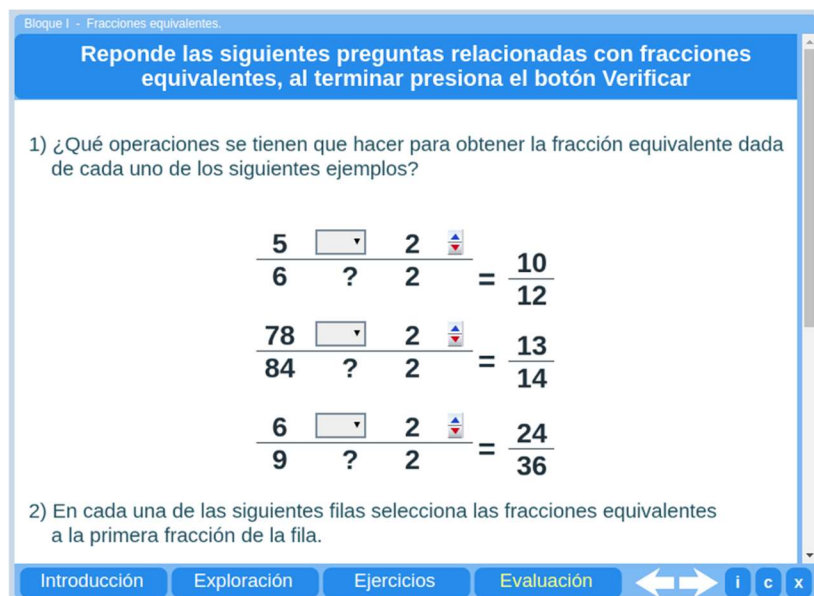 Bloque I - Fracciones equivalentes.
Reponde las siguientes preguntas relacionadas con fracciones
equivalentes, al terminar presiona el botón Verificar
1) ¿Qué operaciones se tienen que hacer para obtener la fracción equivalente dada
de cada uno de los siguientes ejemplos?
5 2
6 ? 2 = 10
12
78 2
84 ? 2 = 13
14
6 2
9 ? 2 = 24
36
2) En cada una de las siguientes filas selecciona las fracciones equivalentes
a la primera fracción de la fila.
Introducción Exploración Ejercicios Evaluación i c x